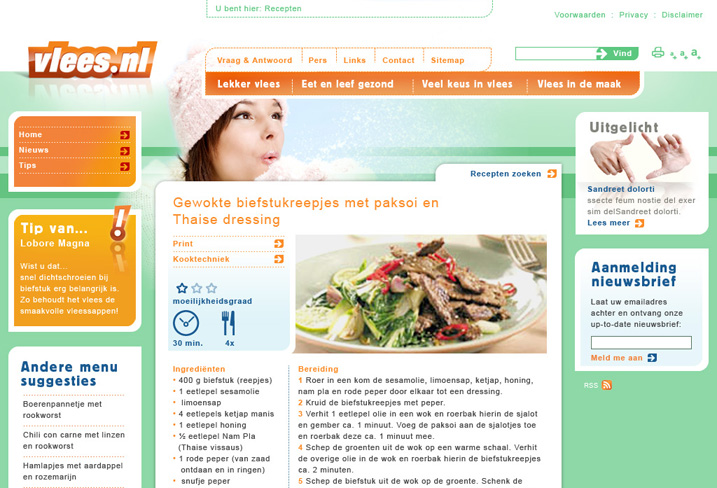 U bent hier: Recepten
Voorwaarden : Privacy : Disclaimer
vlees.nl
Vraag & Antwoord Pers Links Contact Sitemap
Vind
a a a
Lekker vlees Eet en leef gezond Veel keus in vlees Vlees in de maak
Home
Nieuws
Tips
Tip van...
Lobore Magna
Wist u dat...
snel dichtschroeien bij
biefstuk erg belangrijk is.
Zo behoudt het vlees de
smaakvolle vleessappen!
Andere menu
suggesties
Boerenpannetje met
rookworst
Chili con carne met linzen
en rookworst
Hamlapjes met aardappel
en rozemarijn
Recepten zoeken
Gewokte biefstukreepjes met paksoi en
Thaise dressing
Print
Kooktechniek
moeilijkheidsgraad
30 min. 4x
Ingrediënten
• 400 g biefstuk (reepjes)
• 1 eetlepel sesamolie
• limoensap
• 4 eetlepels ketjap manis
• 1 eetlepel honing
• ½ eetlepel Nam Pla
(Thaise vissaus)
• 1 rode peper (van zaad
ontdaan en in ringen)
• snufje peper
Bereiding
1 Roer in een kom de sesamolie, limoensap, ketjap, honing,
nam pla en rode peper door elkaar tot een dressing.
2 Kruid de biefstukreepjes met peper.
3 Verhit 1 eetlepel olie in een wok en roerbak hierin de sjalot
en gember ca. 1 minuut. Voeg de paksoi aan de sjalotjes toe
en roerbak deze ca. 1 minuut mee.
4 Schep de groenten uit de wok op een warme schaal. Verhit
de overige olie in de wok en roerbak hierin de biefstukreepjes
ca. 2 minuten.
5 Schep de biefstuk uit de wok op de groente. Schenk de
Uitgelicht
Sandreet dolorti
ssecte feum nostie del exer
sim delSandreet dolorti.
Lees meer
Aanmelding
nieuwsbrief
Laat uw emailadres
achter en ontvang onze
up-to-date nieuwsbrief:
Meld me aan
RSS